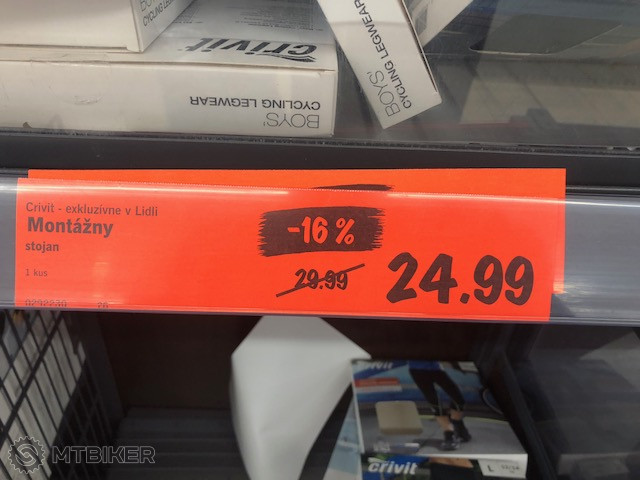 CYCLING
crivit
BOYS'
CYCLING LEGWEAR
BOYS'
CYCLING LEGWEAR
Crivit - exkluzívne v Lidli
Montážny
stojan
1 kus
-16 %
29.99
24.99
crivit
crivit
L
MTBIKER